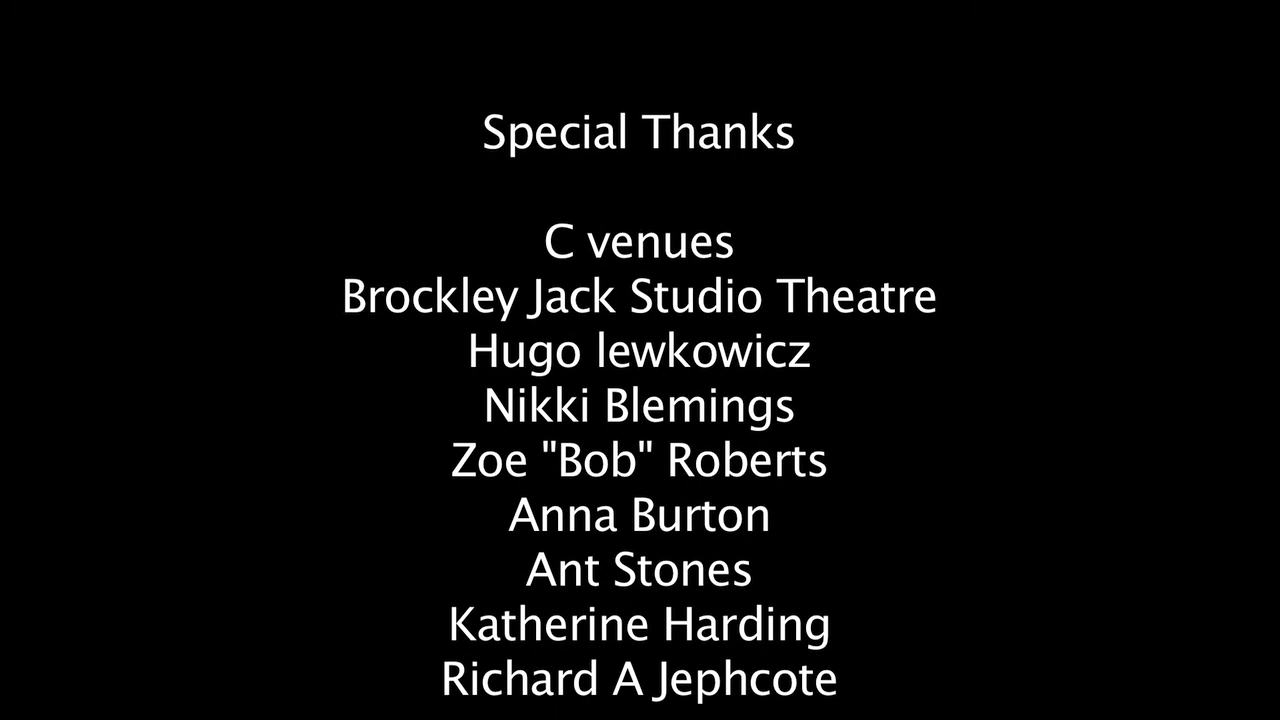 Special Thanks
C venues
Brockley Jack Studio Theatre
Hugo lewkowicz
Nikki Blemings
Zoe "Bob" Roberts
Anna Burton
Ant Stones
Katherine Harding
Richard A Jephcote